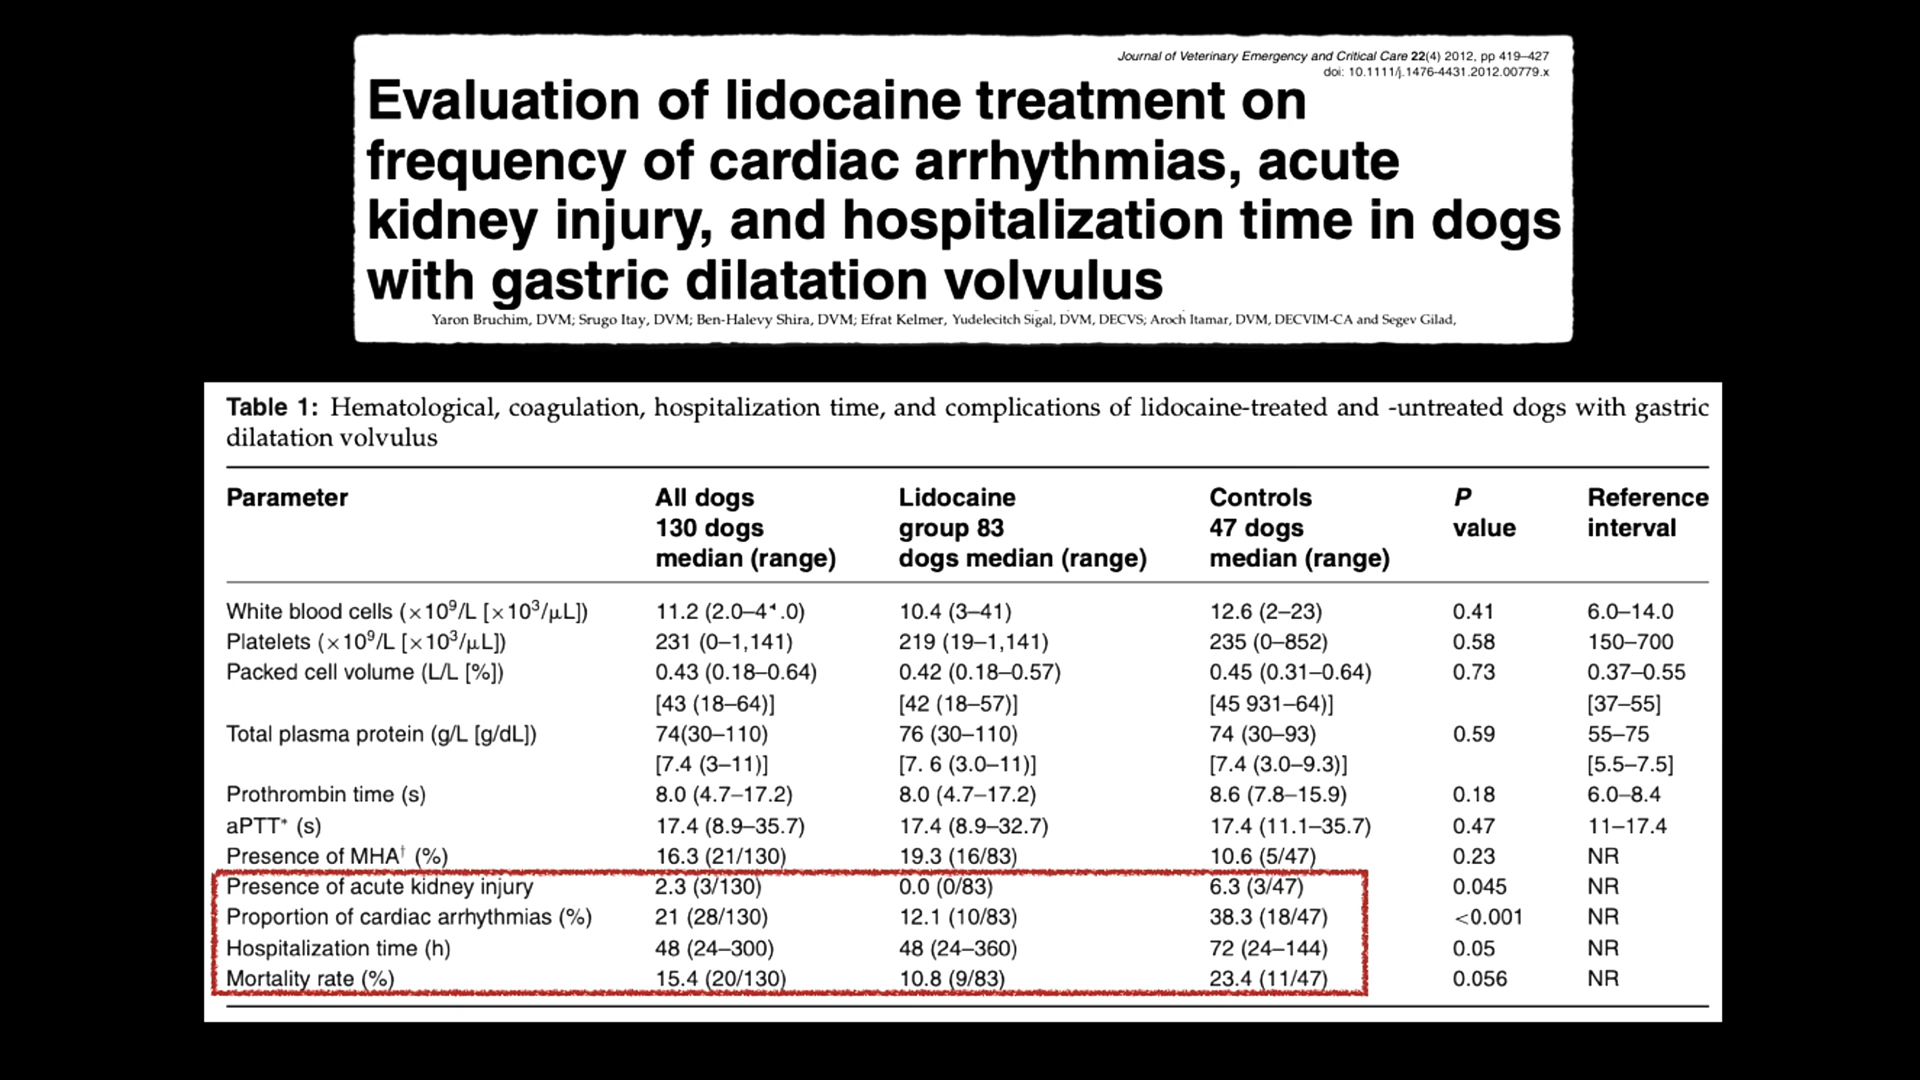 Journal of Veterinary Emergency and Critical Care 22(4) 2012, pp 419–427
doi: 10.1111/j.1476-4431.2012.00779.x
Evaluation of lidocaine treatment on
frequency of cardiac arrhythmias, acute
kidney injury, and hospitalization time in dogs
with gastric dilatation volvulus
Yaron Bruchim, DVM; Srugo Itay, DVM; Ben-Halevy Shira, DVM; Efrat Kelmer, Yudelecitch Sigal, DVM, DECVS; Aroch Itamar, DVM, DECVIM-CA and Segev Gilad,
Table 1: Hematological, coagulation, hospitalization time, and complications of lidocaine-treated and -untreated dogs with gastric
dilatation volvulus
Parameter All dogs Lidocaine Controls P Reference
130 dogs group 83 47 dogs value interval
median (range) dogs median (range) median (range)
White blood cells (×10⁹/L [×10³/μL]) 10.4 (3–41) 12.6 (2–23) 0.41 6.0–14.0
Platelets (×10⁹/L [×10³/μL]) 231 (0–1,141) 219 (19–1,141) 235 (0–852) 0.58 150–700
Packed cell volume (L/L [%]) 0.43 (0.18–0.64) 0.42 (0.18–0.57) 0.45 (0.31–0.64) 0.73 0.37–0.55
[43 (18–64)] [42 (18–57)] [45 931–64)] [37–55]
Total plasma protein (g/L [g/dL]) 74(30–110) 76 (30–110) 74 (30–93) 0.59 55–75
[7.4 (3–11)] [7. 6 (3.0–11)] [7.4 (3.0–9.3)] [5.5–7.5]
Prothrombin time (s) 8.0 (4.7–17.2) 8.0 (4.7–17.2) 8.6 (7.8–15.9) 0.18 6.0–8.4
aPTT* (s) 17.4 (8.9–35.7) 17.4 (8.9–32.7) 17.4 (11.1–35.7) 0.47 11–17.4
Presence of MHA† (%) 16.3 (21/130) 19.3 (16/83) 10.6 (5/47) 0.23 NR
Presence of acute kidney injury 2.3 (3/130) 0.0 (0/83) 6.3 (3/47) 0.045 NR
Proportion of cardiac arrhythmias (%) 21 (28/130) 12.1 (10/83) 38.3 (18/47) <0.001 NR
Hospitalization time (h) 48 (24–300) 48 (24–360) 72 (24–144) 0.05 NR
Mortality rate (%) 15.4 (20/130) 10.8 (9/83) 23.4 (11/47) 0.056 NR